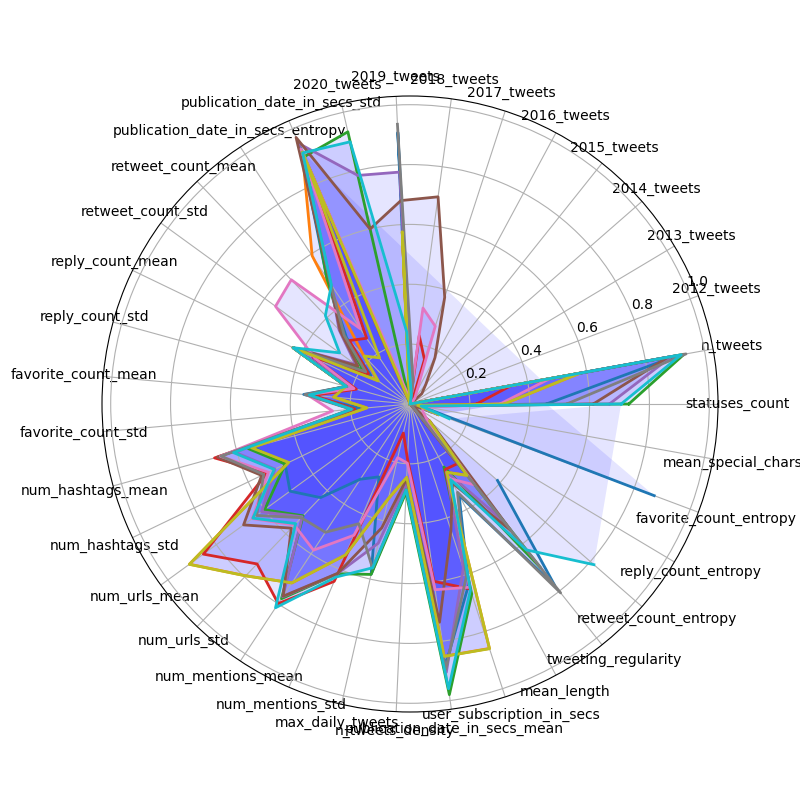 2019_tweets
2018_tweets
2020_tweets
2017_tweets
publication_date_in_secs_std
2016_tweets
publication_date_in_secs_entropy
2015_tweets
retweet_count_mean
2014_tweets
retweet_count_std
2013_tweets
reply_count_mean
1.0
2012_tweets
0.8
reply_count_std
0.6
n_tweets
0.4
favorite_count_mean
0.2
statuses_count
favorite_count_std
mean_special_chars
num_hashtags_mean
favorite_count_entropy
num_hashtags_std
reply_count_entropy
num_urls_mean
retweet_count_entropy
num_urls_std
tweeting_regularity
num_mentions_mean
mean_length
num_mentions_std
user_subscription_in_secs
max_daily_tweets
publication_date_in_secs_mean
n_tweets_density